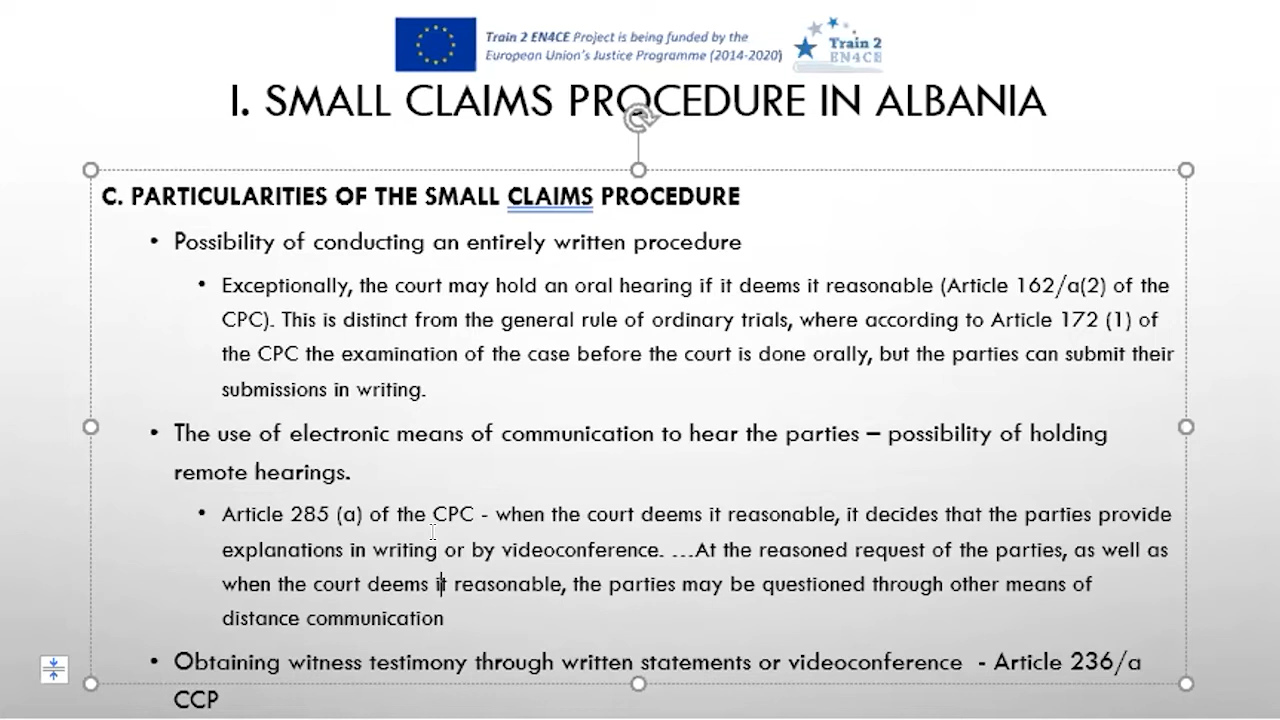 Train 2 EN4CE Project is being funded by the
European Union's Justice Programme (2014-2020)
Train 2
EN4CE
I. SMALL CLAIMS PROCEDURE IN ALBANIA
C. PARTICULARITIES OF THE SMALL CLAIMS PROCEDURE
• Possibility of conducting an entirely written procedure
• Exceptionally, the court may hold an oral hearing if it deems it reasonable (Article 162/a(2) of the
CPC). This is distinct from the general rule of ordinary trials, where according to Article 172 (1) of
the CPC the examination of the case before the court is done orally, but the parties can submit their
submissions in writing.
• The use of electronic means of communication to hear the parties – possibility of holding
remote hearings.
• Article 285 (a) of the CPC - when the court deems it reasonable, it decides that the parties provide
explanations in writing or by videoconference. ...At the reasoned request of the parties, as well as
when the court deems it reasonable, the parties may be questioned through other means of
distance communication
• Obtaining witness testimony through written statements or videoconference - Article 236/a
CCP